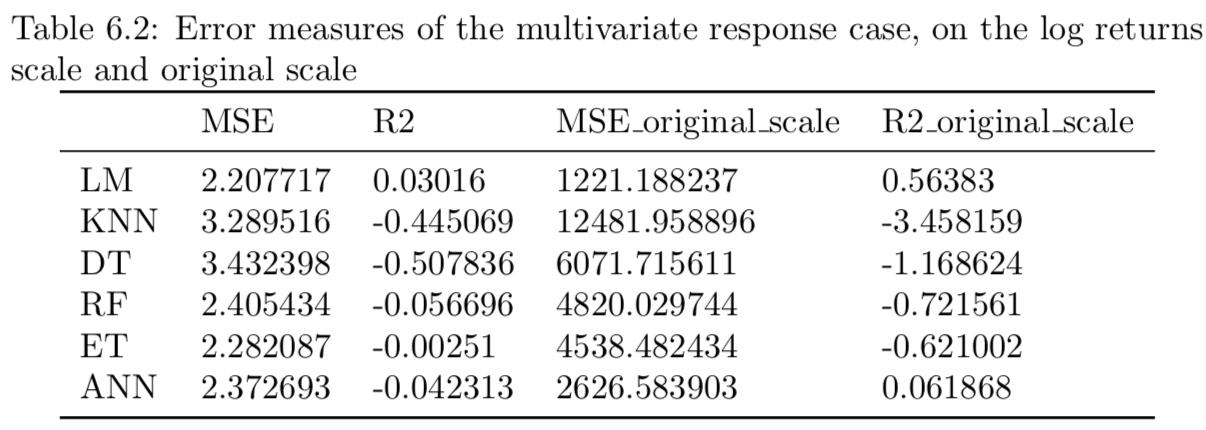 Table 6.2: Error measures of the multivariate response case, on the log returns
scale and original scale
MSE R2 MSE_original_scale R2_original_scale
LM 2.207717 0.03016 1221.188237 0.56383
KNN 3.289516 -0.445069 12481.958896 -3.458159
DT 3.432398 -0.507836 6071.715611 -1.168624
RF 2.405434 -0.056696 4820.029744 -0.721561
ET 2.282087 -0.00251 4538.482434 -0.621002
ANN 2.372693 -0.042313 2626.583903 0.061868